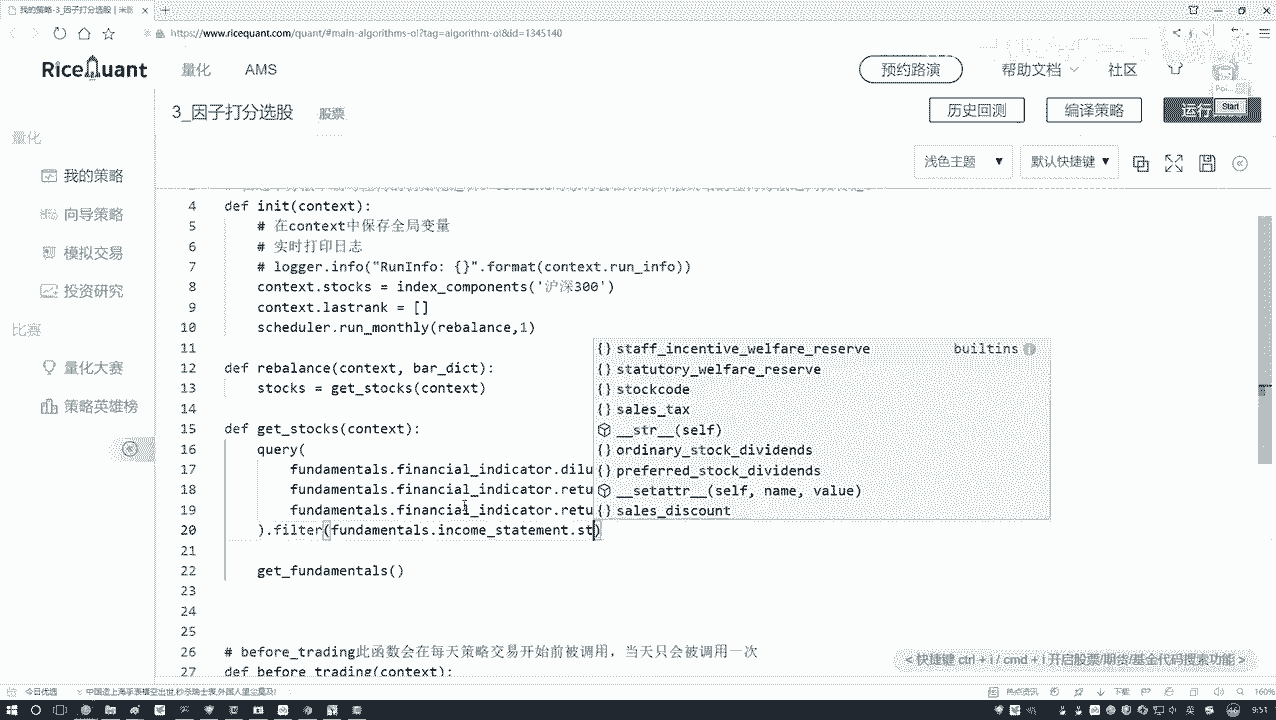 我的策略-3_因子打分选股 | 米
https://www.ricequant.com/quant/#main-algorithms-ol?tag=algorithm-ol&id=1345140
RiceQuant 量化 AMS 预约路演 帮助文档 社区
3_因子打分选股 股票 历史回测 编译策略 Start
量化 浅色主题 默认快捷键
我的策略
向导策略
模拟交易
投资研究
比赛
量化大赛
策略英雄榜
4 def init(context):
5 # 在context中保存全局变量
6 # 实时打印日志
7 # logger.info("RunInfo: {}".format(context.run_info))
8 context.stocks = index_components('沪深300')
9 context.lastrank = []
10 scheduler.run_monthly(rebalance,1)
11
12 def rebalance(context, bar_dict):
13 stocks = get_stocks(context)
14
15 def get_stocks(context):
16 query(
17 fundamentals.financial_indicator.dilu
18 fundamentals.financial_indicator.retu
19 fundamentals.financial_indicator.retu
20 ).filter(fundamentals.income_statement.st)
21
22 get_fundamentals()
23
24
25
26 # before_trading此函数会在每天策略交易开始前被调用，当天只会被调用一次
27 def before_trading(context):
{} staff_incentive_welfare_reserve builtins
{} statutory_welfare_reserve
{} stockcode
{} sales_tax
__str__(self)
{} ordinary_stock_dividends
{} preferred_stock_dividends
__setattr__(self, name, value)
{} sales_discount
< 快捷键 ctrl + i / cmd + i 开启股票/期货/基金代码搜索功能 >
今日优选 热点资讯 下载 160%
9:51